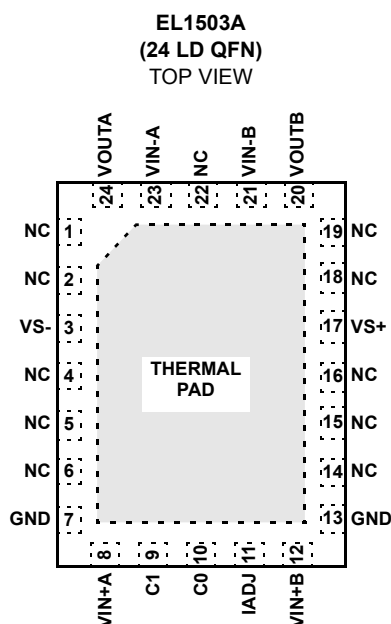 EL1503A
(24 LD QFN)
TOP VIEW
VOUTA
VIN-A
NC
VIN-B
VOUTB
24
23
22
21
20
NC 1
NC 2
VS- 3
NC 4
NC 5
NC 6
GND 7
19 NC
18 NC
17 VS+
16 NC
15 NC
14 NC
13 GND
THERMAL
PAD
8
9
10
11
12
VIN+A
C1
C0
IADJ
VIN+B